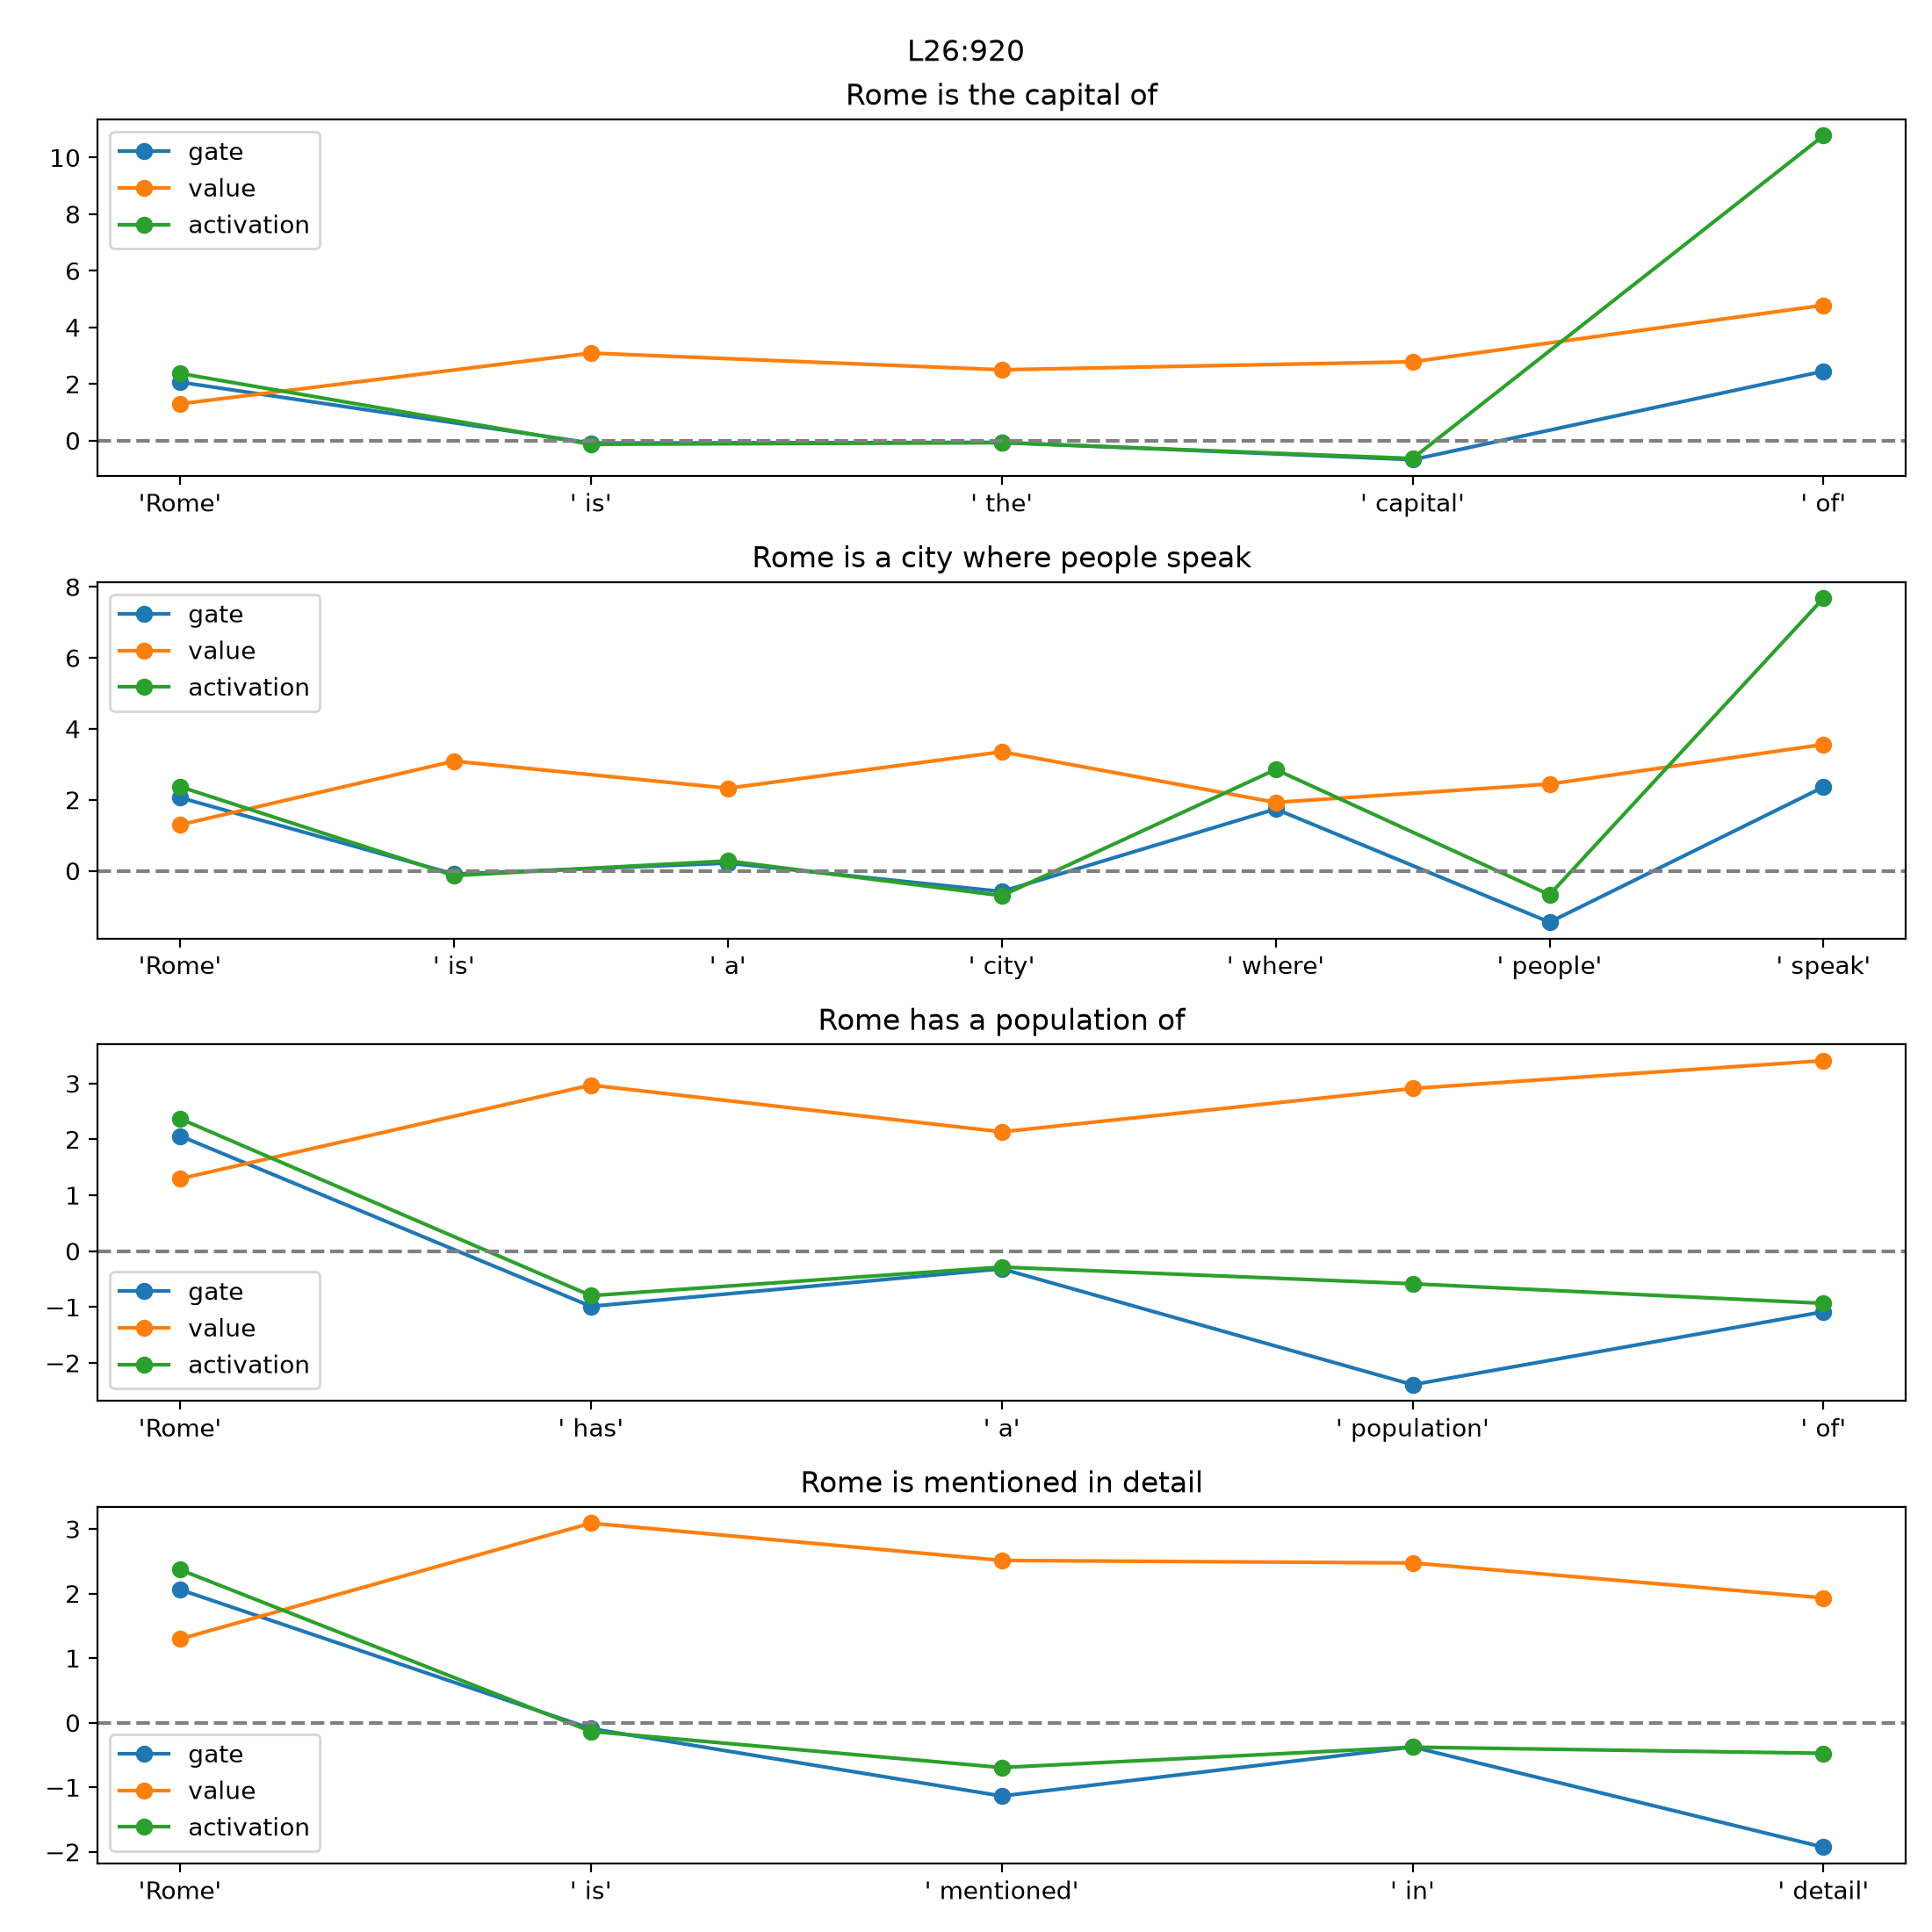 L26:920
Rome is the capital of
10
8
6
4
2
0
gate
value
activation
'Rome' ' is' ' the' ' capital' ' of'
Rome is a city where people speak
8
6
4
2
0
gate
value
activation
'Rome' ' is' ' a' ' city' ' where' ' people' ' speak'
Rome has a population of
3
2
1
0
−1
−2
gate
value
activation
'Rome' ' has' ' a' ' population' ' of'
Rome is mentioned in detail
3
2
1
0
−1
−2
gate
value
activation
'Rome' ' is' ' mentioned' ' in' ' detail'